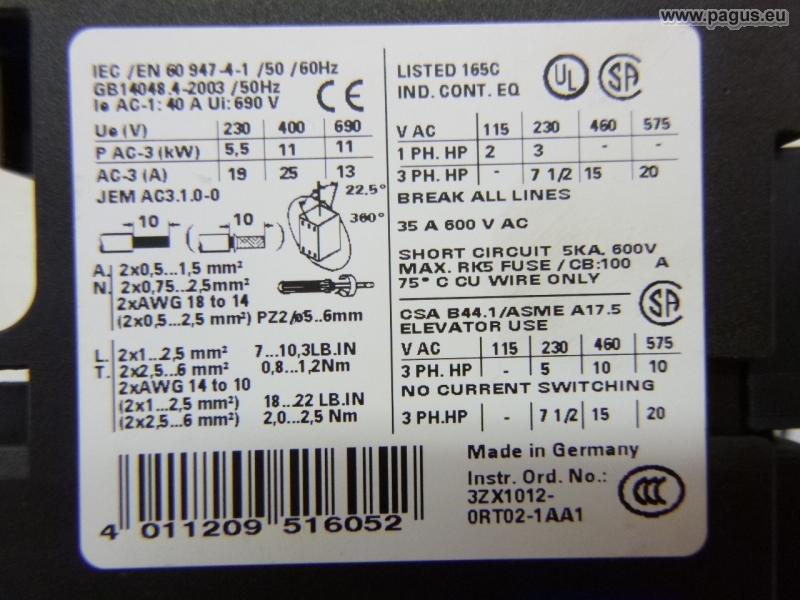 www.pagus.eu
IEC /EN 60 947-4-1 /50 /60Hz
GB14048.4-2003 /50Hz
Ie AC-1: 40 A Ui: 690 V
CE
Ue (V) 230 400 690
P AC-3 (kW) 5,5 11 11
AC-3 (A) 19 25 13
JEM AC3.1.0-0
22,5°
360°
10 ( 10 )
A. 2x0,5...1,5 mm²
N. 2x0,75...2,5mm²
2xAWG 18 to 14
(2x0,5...2,5 mm²) PZ2/ø5..6mm
L. 2x1...2,5 mm² 7...10,3LB.IN
T. 2x2,5...6 mm² 0,8...1,2Nm
2xAWG 14 to 10
(2x1...2,5 mm²) 18...22 LB.IN
(2x2,5...6 mm²) 2,0...2,5 Nm
LISTED 165C
IND. CONT. EQ
UL SA
V AC 115 230 460 575
1 PH. HP 2 3 - -
3 PH. HP - 7 1/2 15 20
BREAK ALL LINES
35 A 600 V AC
SHORT CIRCUIT 5KA, 600V
MAX. RK5 FUSE / CB:100 A
75° C CU WIRE ONLY
SA
CSA B44.1/ASME A17.5
ELEVATOR USE
V AC 115 230 460 575
3 PH. HP - 5 10 10
NO CURRENT SWITCHING
3 PH.HP - 7 1/2 15 20
Made in Germany
Instr. Ord. No.:
3ZX1012-
0RT02-1AA1
CCC
4 011209 516052